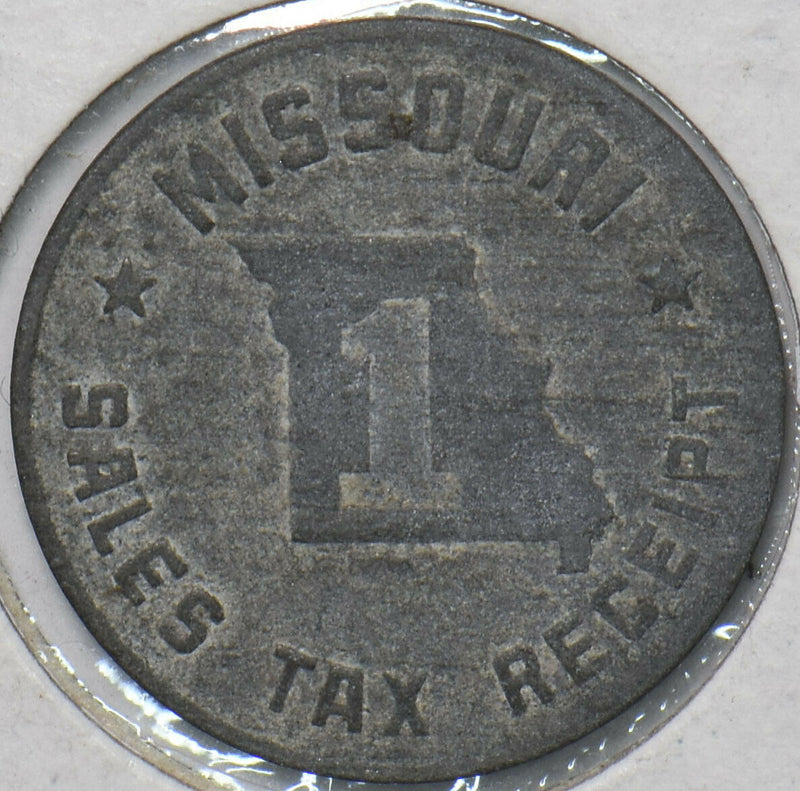 MISSOURI
1
SALES TAX RECEIPT